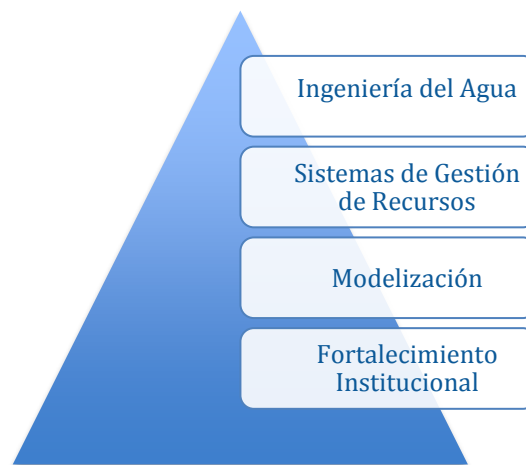 Ingeniería del Agua
Sistemas de Gestión
de Recursos
Modelización
Fortalecimiento
Institucional